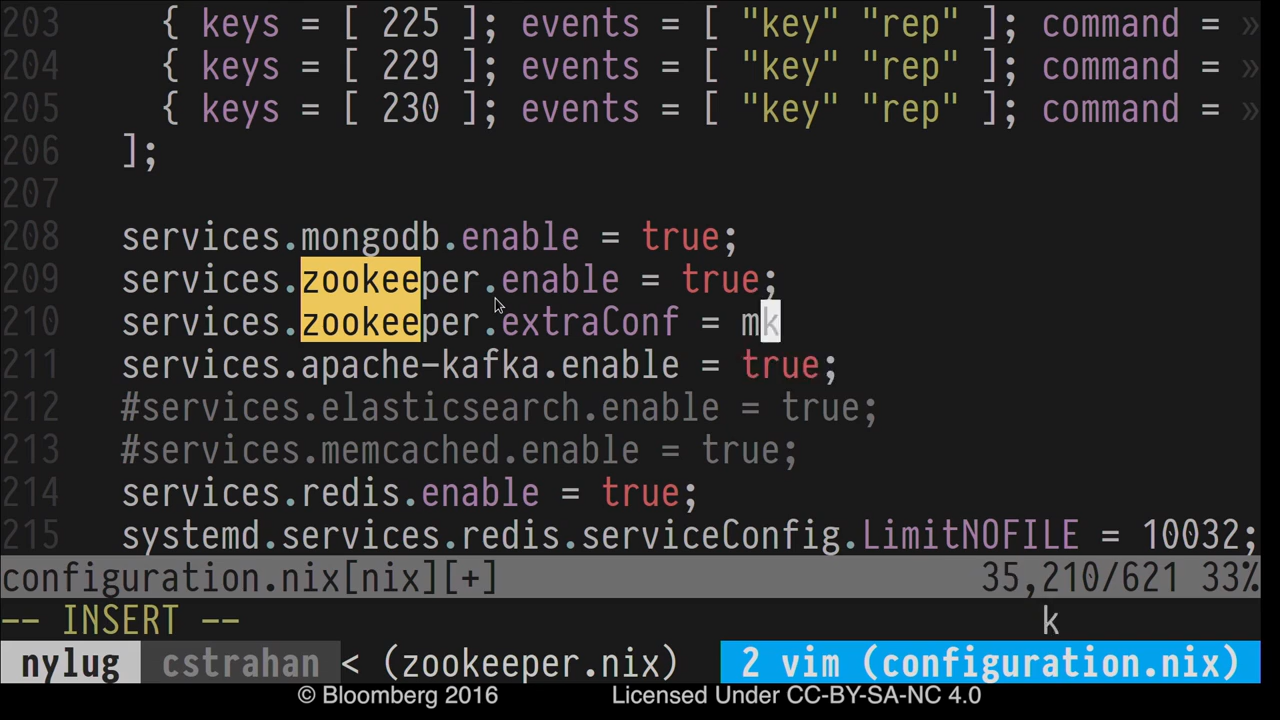 203 { keys = [ 225 ]; events = [ "key" "rep" ]; command = »
204 { keys = [ 229 ]; events = [ "key" "rep" ]; command = »
205 { keys = [ 230 ]; events = [ "key" "rep" ]; command = »
206 ];
207
208 services.mongodb.enable = true;
209 services.zookeeper.enable = true;
210 services.zookeeper.extraConf = mk
211 services.apache-kafka.enable = true;
212 #services.elasticsearch.enable = true;
213 #services.memcached.enable = true;
214 services.redis.enable = true;
215 systemd.services.redis.serviceConfig.LimitNOFILE = 10032;
configuration.nix[nix][+] 35,210/621 33%
-- INSERT -- k
nylug cstrahan < (zookeeper.nix) 2 vim (configuration.nix)
© Bloomberg 2016 Licensed Under CC-BY-SA-NC 4.0